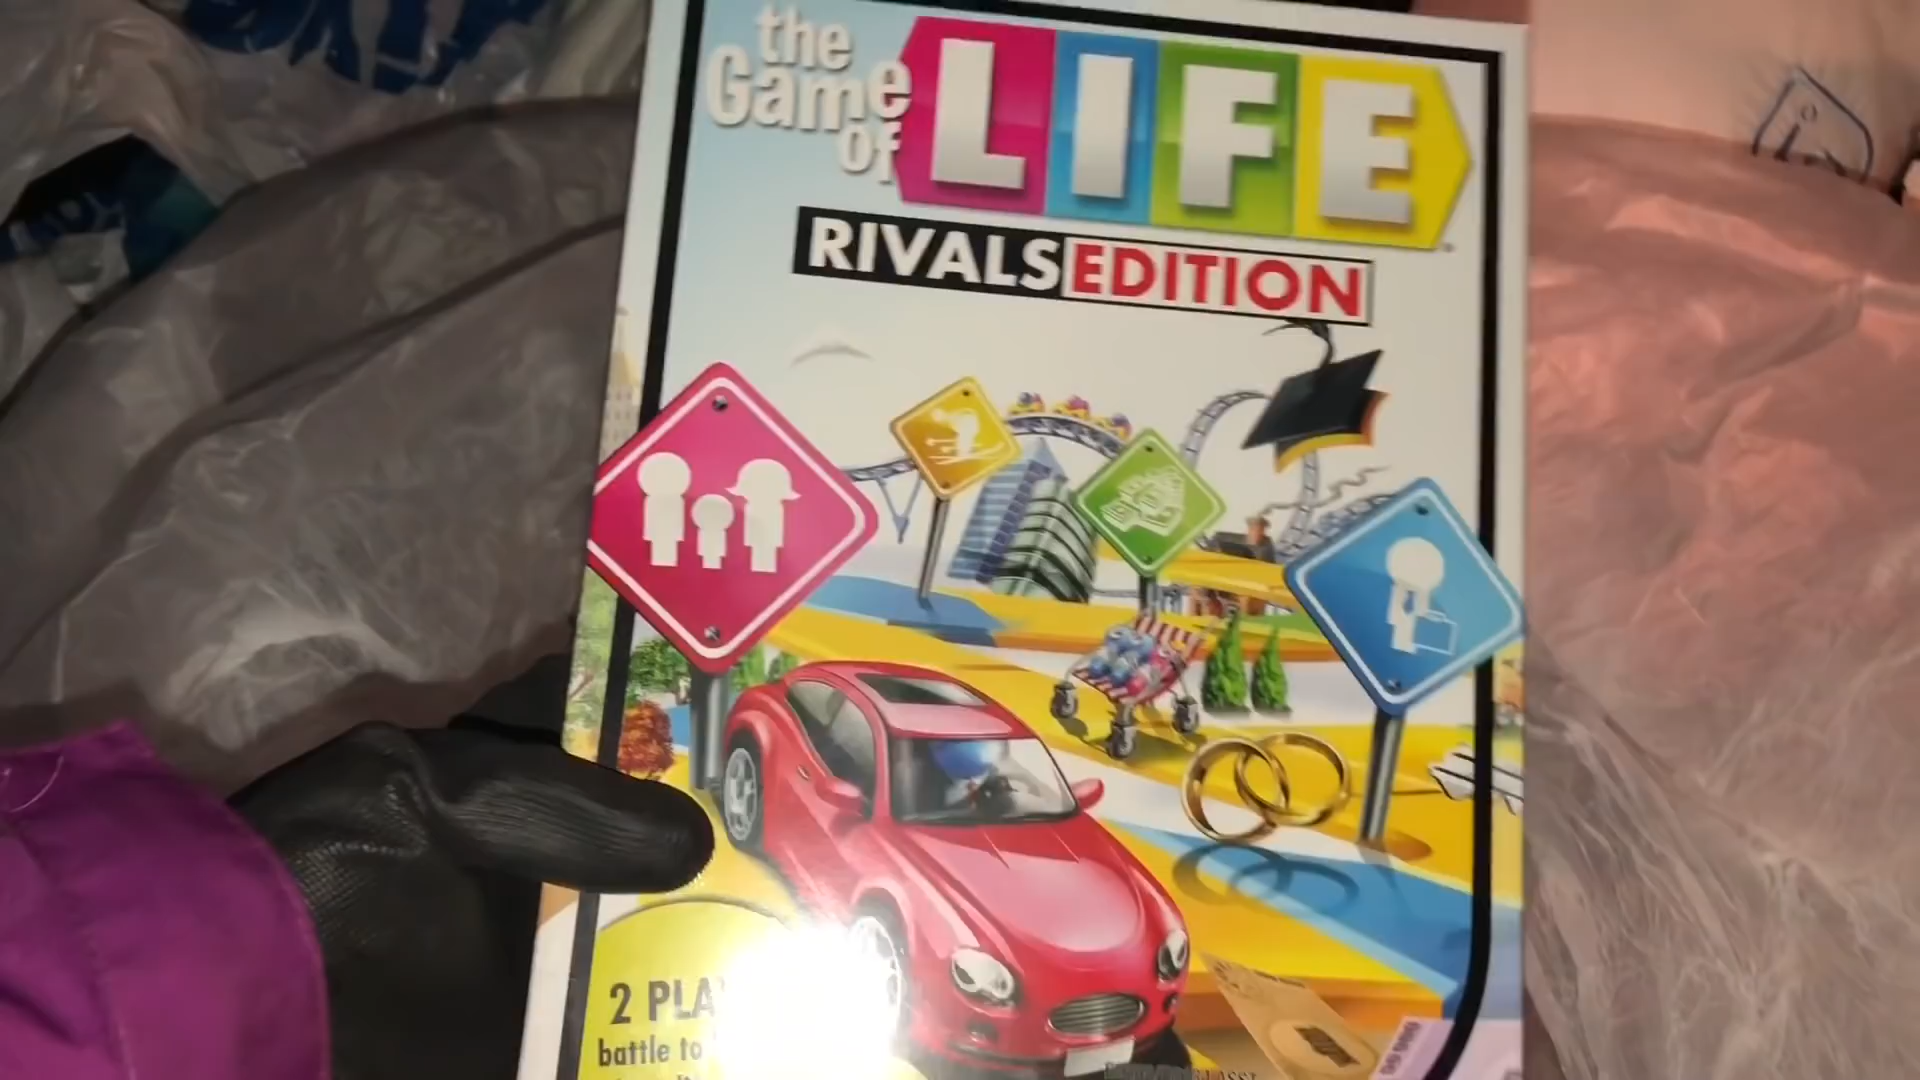 the
Game
of
LIFE
RIVALS EDITION
2 PLA
battle to